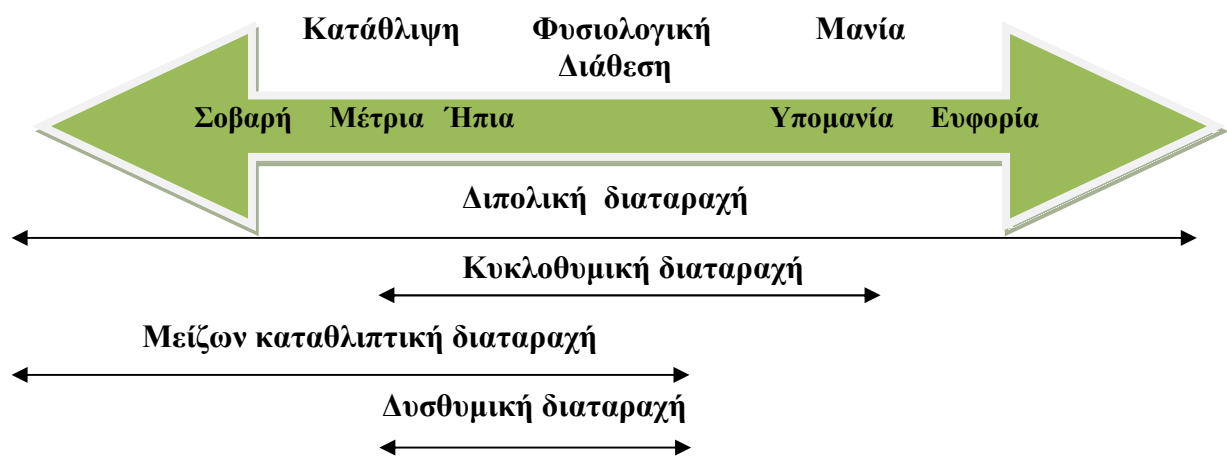 Κατάθλιψη Φυσιολογική Μανία
Διάθεση
Σοβαρή Μέτρια Ήπια Υπομανία Ευφορία
Διπολική διαταραχή
Κυκλοθυμική διαταραχή
Μείζων καταθλιπτική διαταραχή
Δυσθυμική διαταραχή